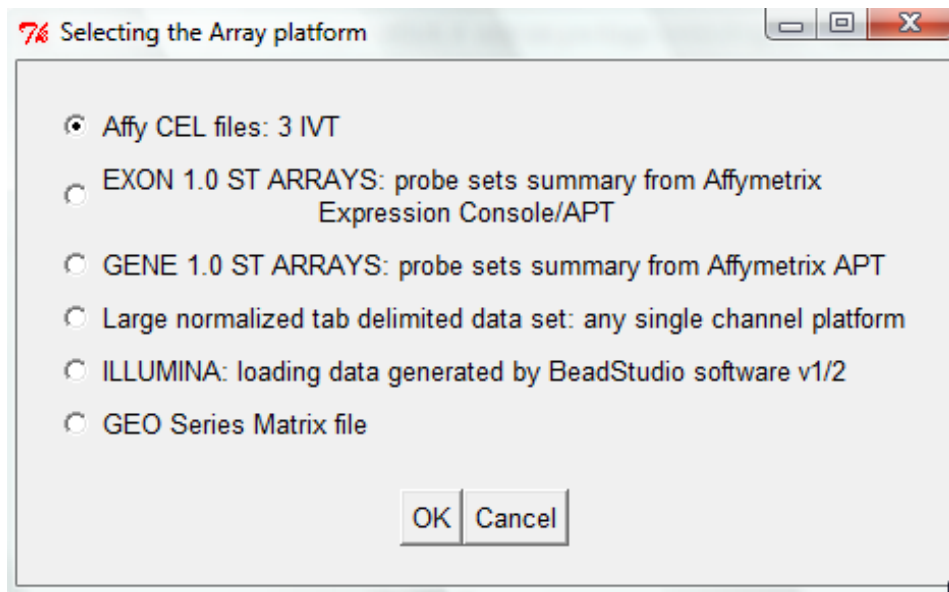 Selecting the Array platform
Affy CEL files: 3 IVT
EXON 1.0 ST ARRAYS: probe sets summary from Affymetrix
Expression Console/APT
GENE 1.0 ST ARRAYS: probe sets summary from Affymetrix APT
Large normalized tab delimited data set: any single channel platform
ILLUMINA: loading data generated by BeadStudio software v1/2
GEO Series Matrix file
OK Cancel